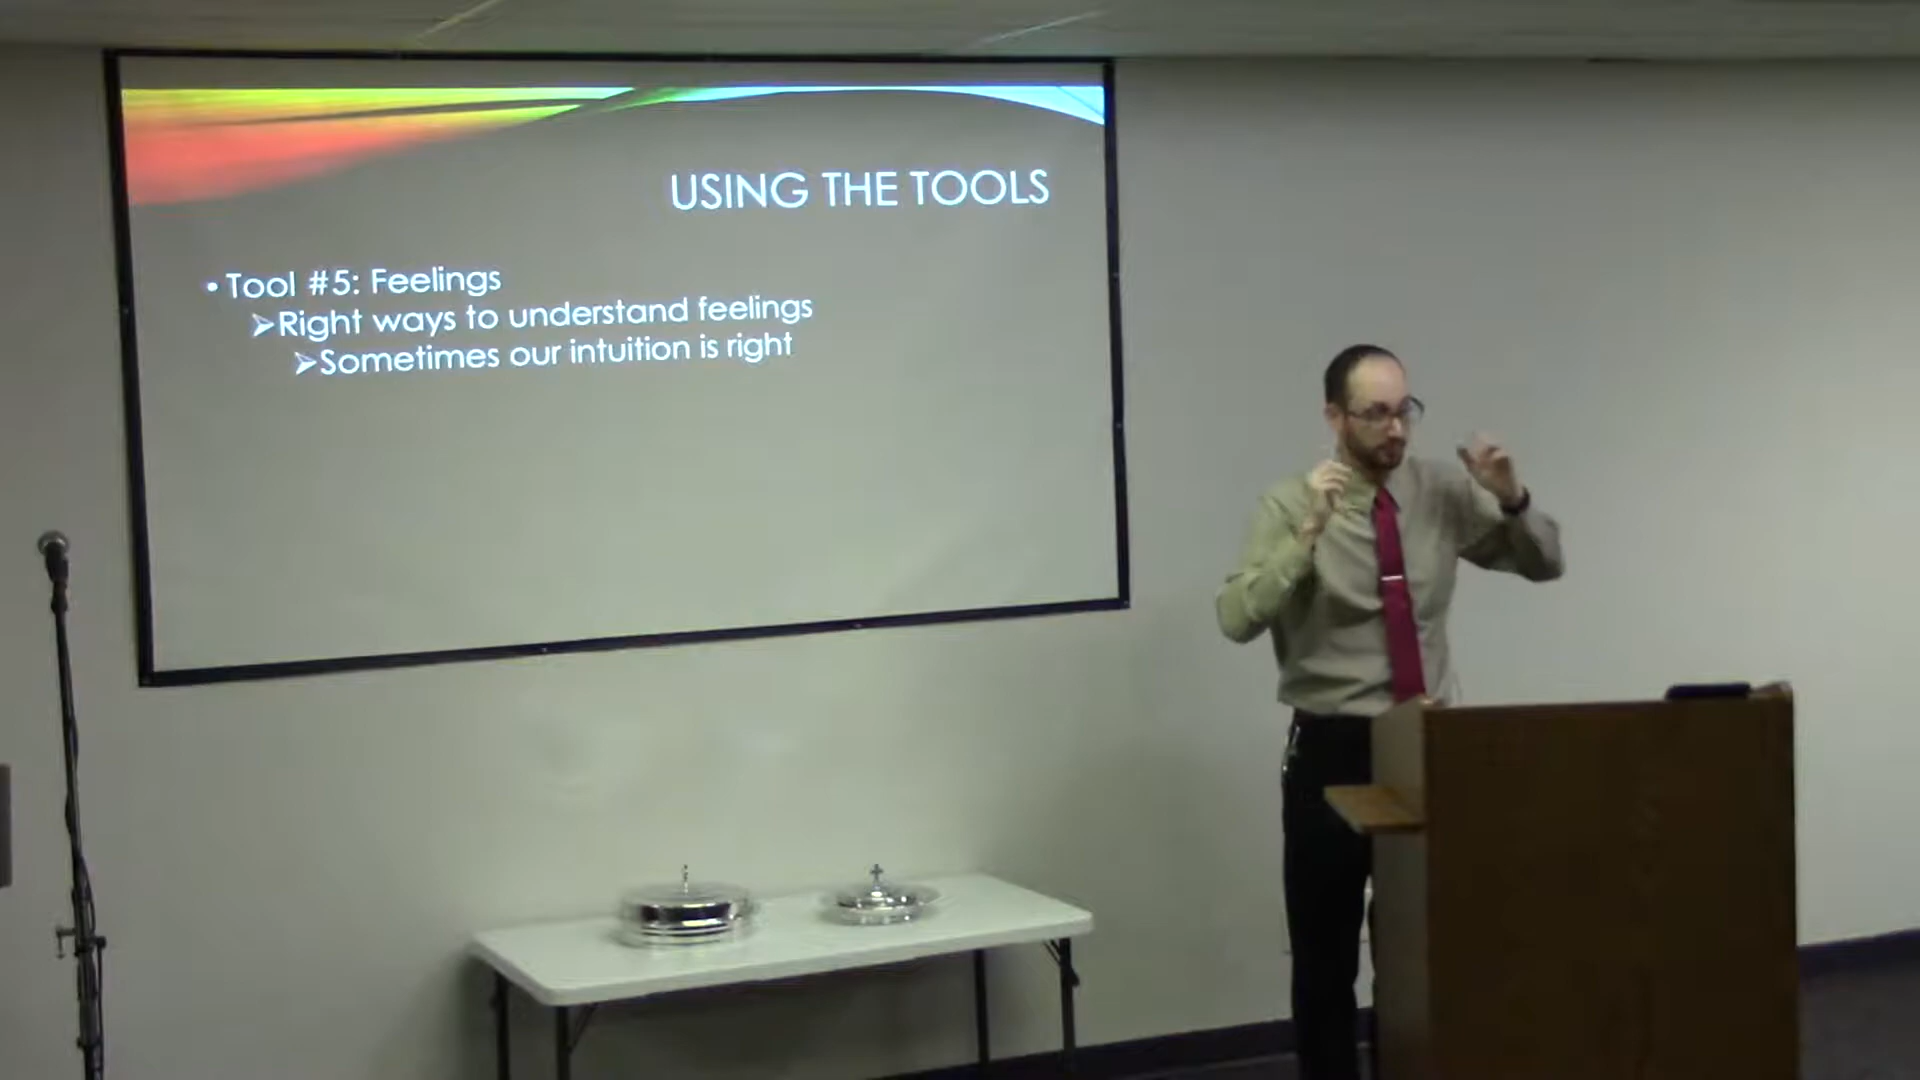 USING THE TOOLS
• Tool #5: Feelings
➢Right ways to understand feelings
➢Sometimes our intuition is right